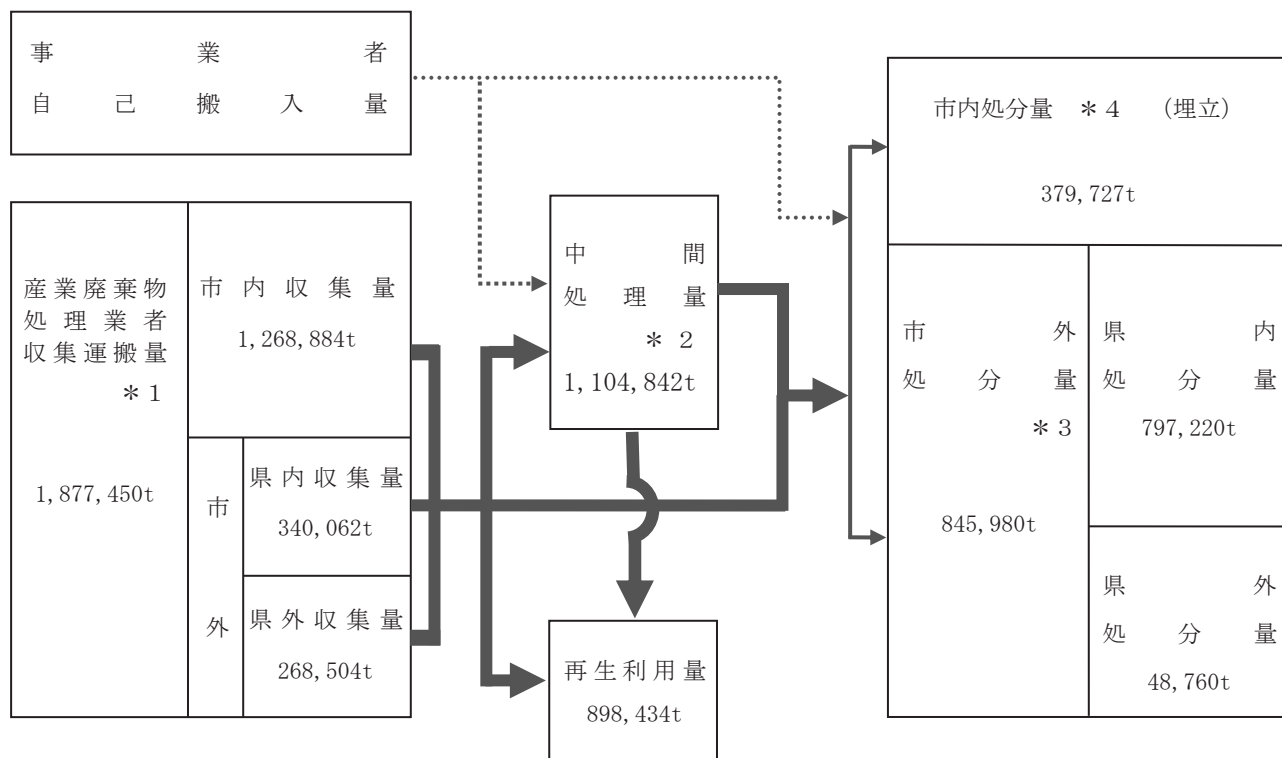 事業者
自己搬入量
産業廃棄物
処理業者
収集運搬量
*1
1,877,450t
市内収集量
1,268,884t
市
外
県内収集量
340,062t
県外収集量
268,504t
中間
処理量
*2
1,104,842t
再生利用量
898,434t
市内処分量 *4 (埋立)
379,727t
市外
処分量
*3
845,980t
県内
処分量
797,220t
県外
処分量
48,760t